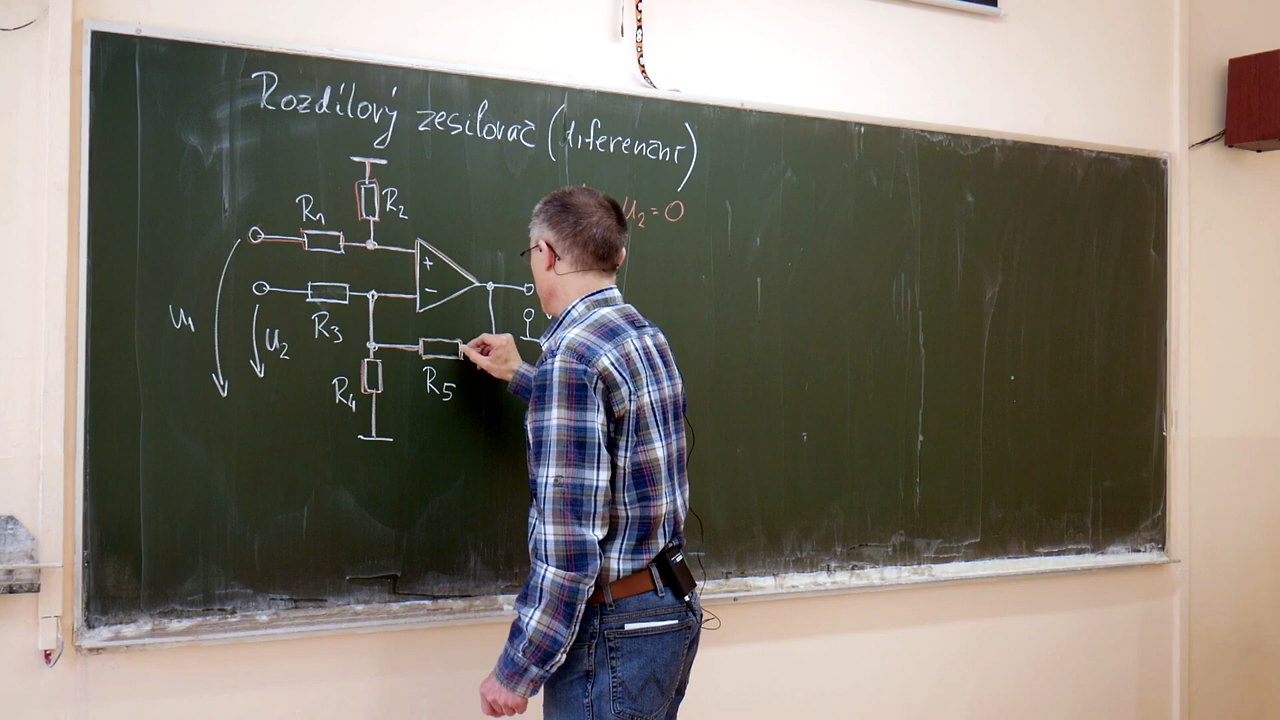 Rozdílový zesilovač (diferenční)
R₂
R₁
U₂ = 0
+
−
R₃
U₁
U₂
R₄
R₅